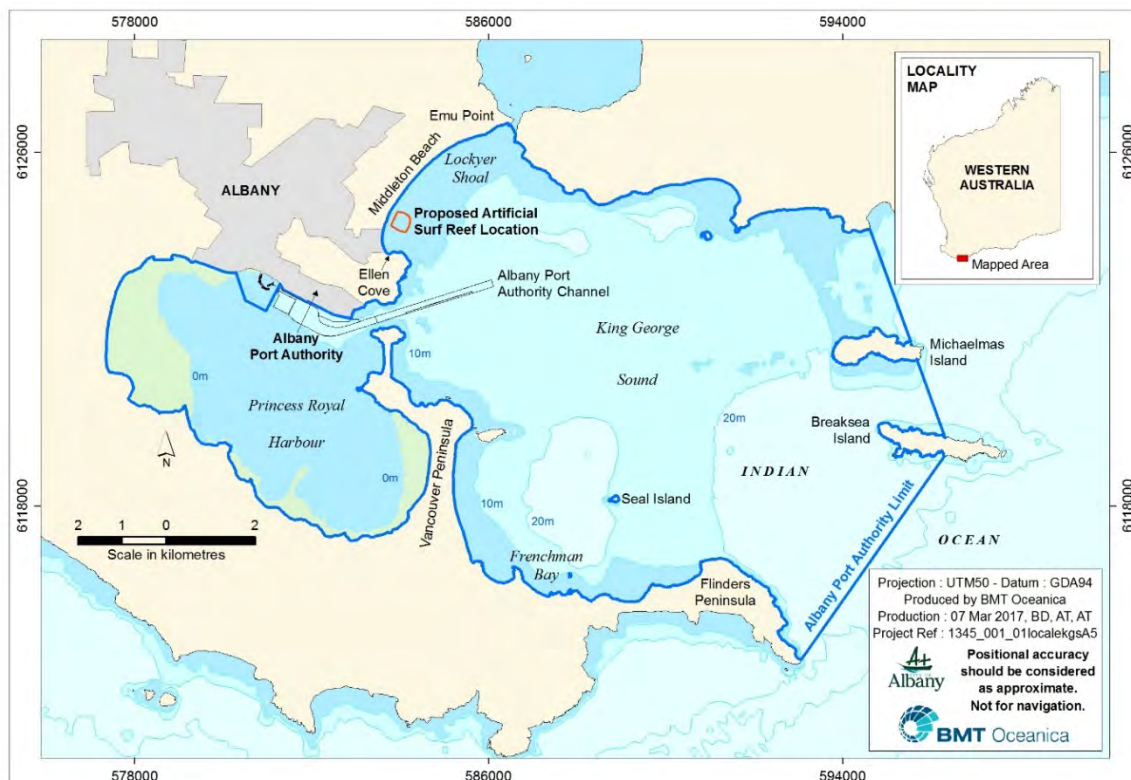 578000
586000
594000
6126000
6126000
6118000
6118000
Emu Point
Middleton Beach
Lockyer
Shoal
ALBANY
Proposed Artificial
Surf Reef Location
Ellen
Cove
Albany Port
Authority Channel
Albany
Port Authority
King George
Sound
Michaelmas
Island
0m
10m
Princess Royal
Harbour
20m
Breaksea
Island
N
0m
Vancouver Peninsula
INDIAN
10m
Seal Island
20m
OCEAN
2 1 0 2
Scale in kilometres
Frenchman
Bay
Flinders
Peninsula
Albany Port Authority Limit
LOCALITY
MAP
WESTERN
AUSTRALIA
Mapped Area
Projection : UTM50 - Datum : GDA94
Produced by BMT Oceanica
Production : 07 Mar 2017, BD, AT, AT
Project Ref : 1345_001_01localekgsA5
Albany
Positional accuracy
should be considered
as approximate.
Not for navigation.
BMT Oceanica
578000
586000
594000